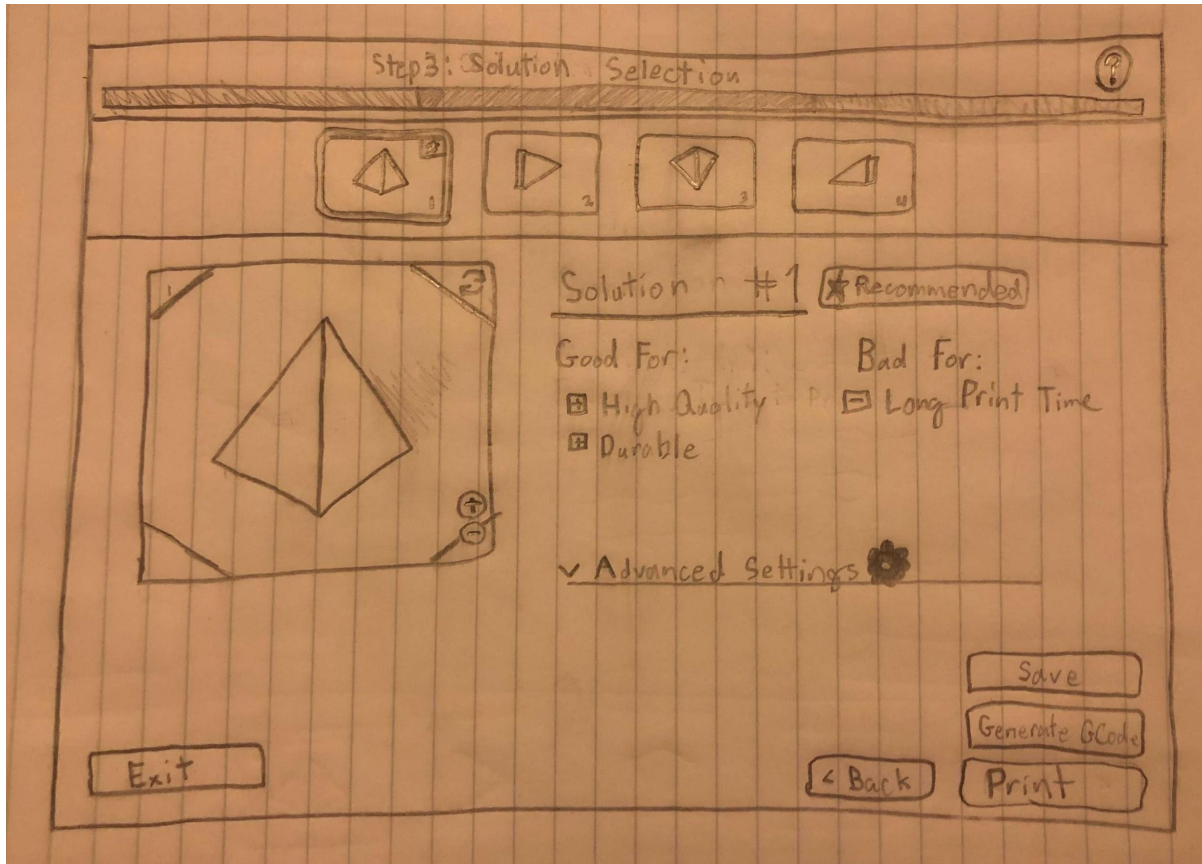 Step 3: Solution Selection
?
1
2
3
4
1
Solution #1
★ Recommended
Good For:
+ High Quality
+ Durable
Bad For:
- Long Print Time
+
-
v Advanced Settings
Save
Generate GCode
Exit
< Back
Print